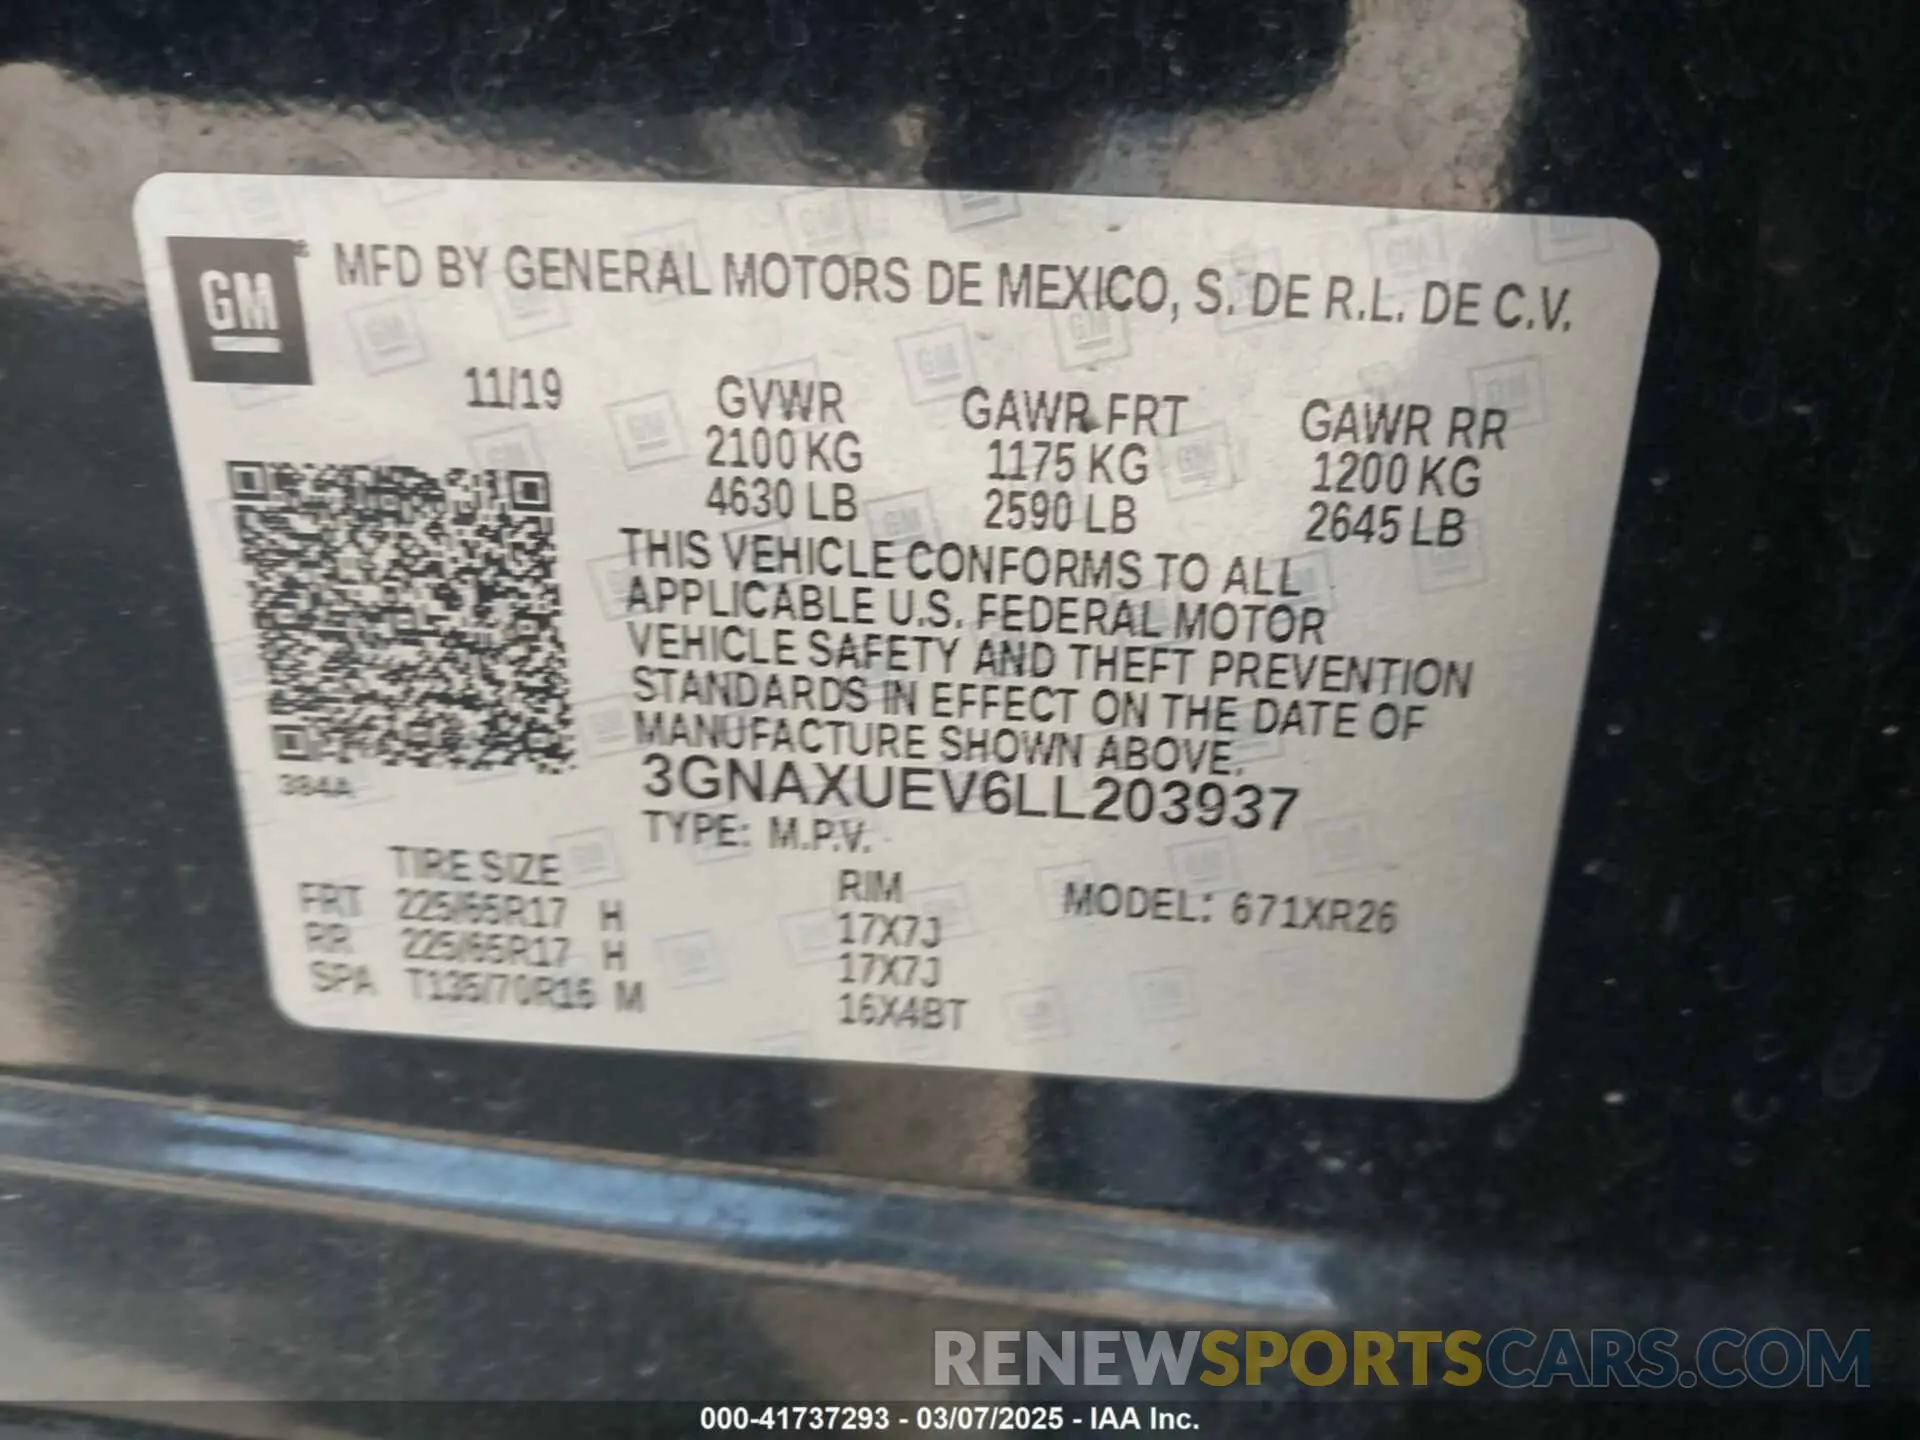 GM
MFD BY GENERAL MOTORS DE MEXICO, S. DE R.L. DE C.V.
11/19 GVWR GAWR FRT GAWR RR
2100 KG 1175 KG 1200 KG
4630 LB 2590 LB 2645 LB
THIS VEHICLE CONFORMS TO ALL
APPLICABLE U.S. FEDERAL MOTOR
VEHICLE SAFETY AND THEFT PREVENTION
STANDARDS IN EFFECT ON THE DATE OF
MANUFACTURE SHOWN ABOVE.
3GNAXUEV6LL203937
384A
TYPE: M.P.V.
TIRE SIZE RIM MODEL: 671XR26
FRT 225/65R17 H 17X7J
RR 225/65R17 H 17X7J
SPA T135/70R16 M 16X4BT
RENEWSPORTSCARS.COM
000-41737293 - 03/07/2025 - IAA Inc.